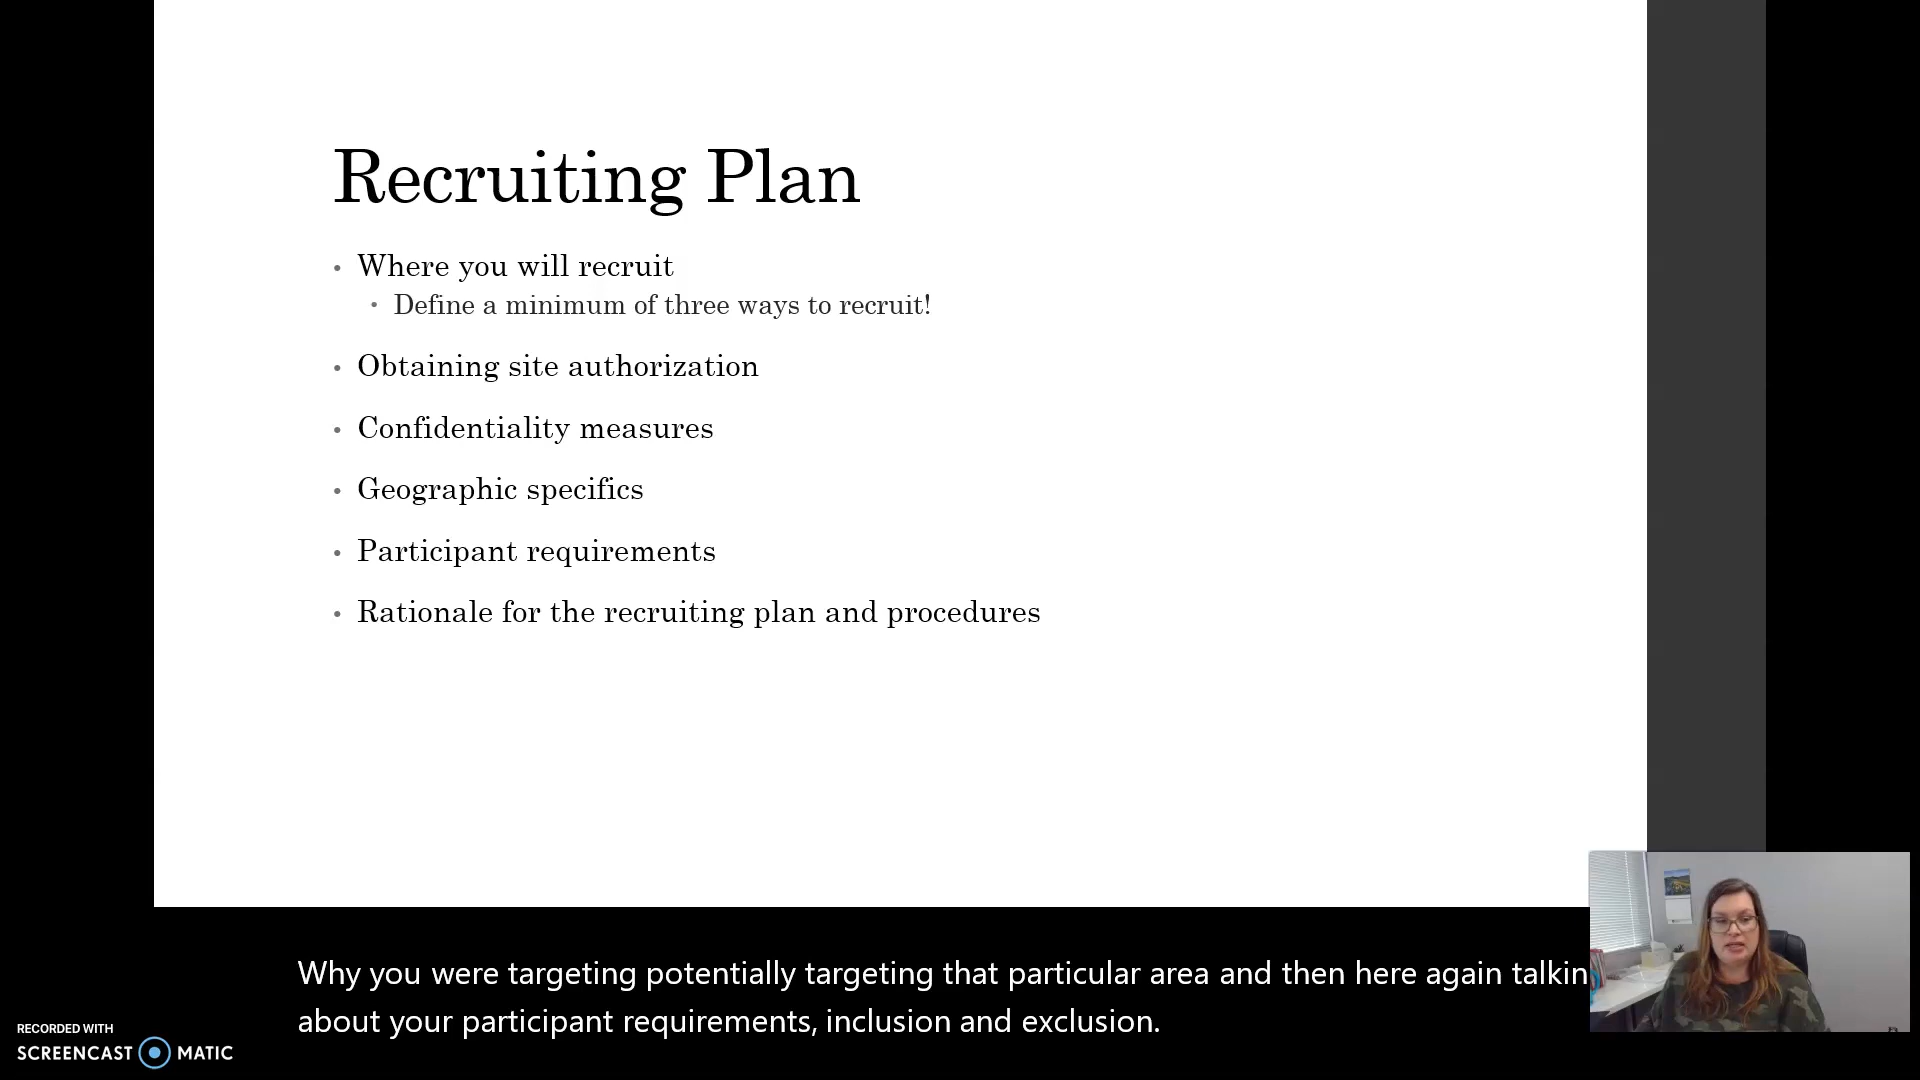 Recruiting Plan
• Where you will recruit
• Define a minimum of three ways to recruit!
• Obtaining site authorization
• Confidentiality measures
• Geographic specifics
• Participant requirements
• Rationale for the recruiting plan and procedures
Why you were targeting potentially targeting that particular area and then here again talkin
about your participant requirements, inclusion and exclusion.
RECORDED WITH
SCREENCAST MATIC